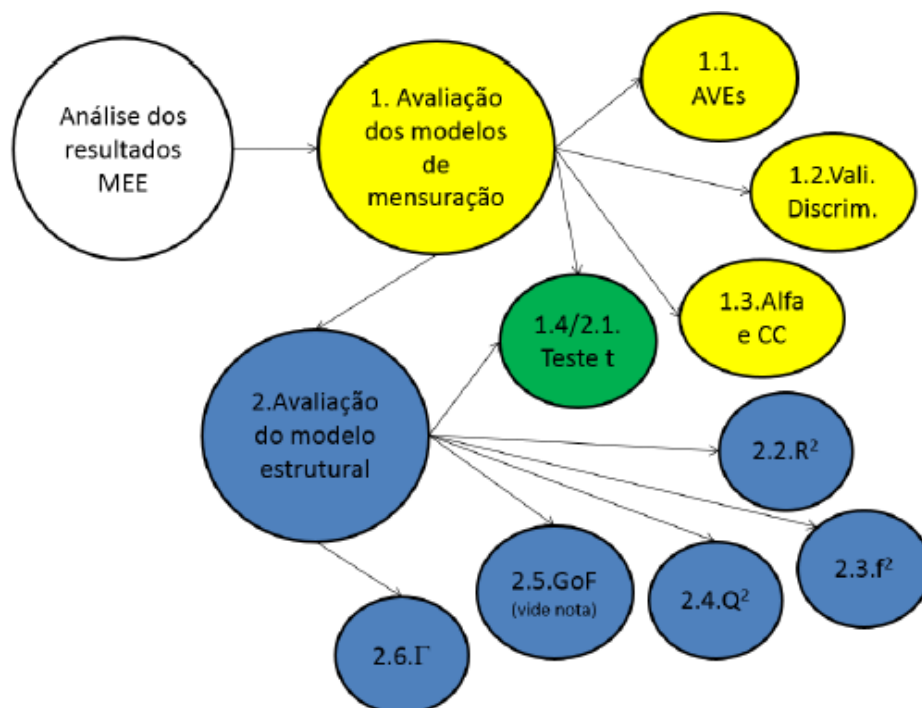 Análise dos
resultados
MEE
1. Avaliação
dos modelos
de
mensuração
1.1.
AVEs
1.2.Vali.
Discrim.
1.3.Alfa
e CC
1.4/2.1.
Teste t
2.Avaliação
do modelo
estrutural
2.2.R²
2.3.f²
2.4.Q²
2.5.GoF
(vide nota)
2.6.Γ